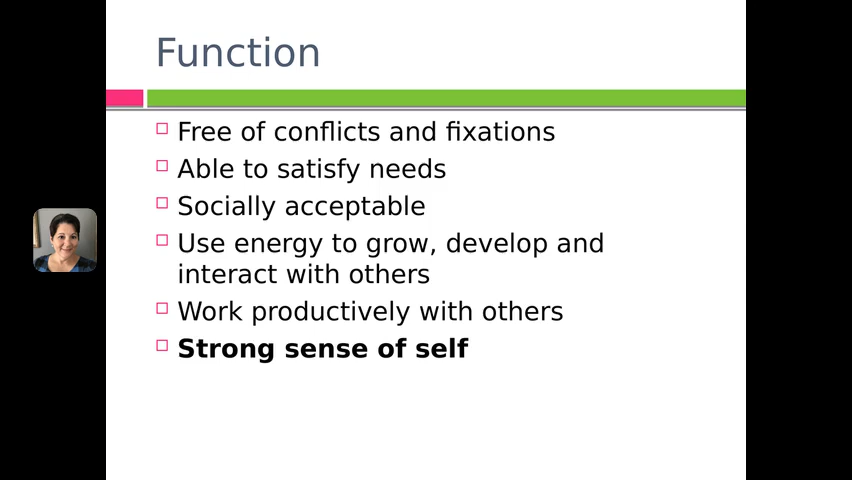 Function
Free of conflicts and fixations
Able to satisfy needs
Socially acceptable
Use energy to grow, develop and
interact with others
Work productively with others
Strong sense of self